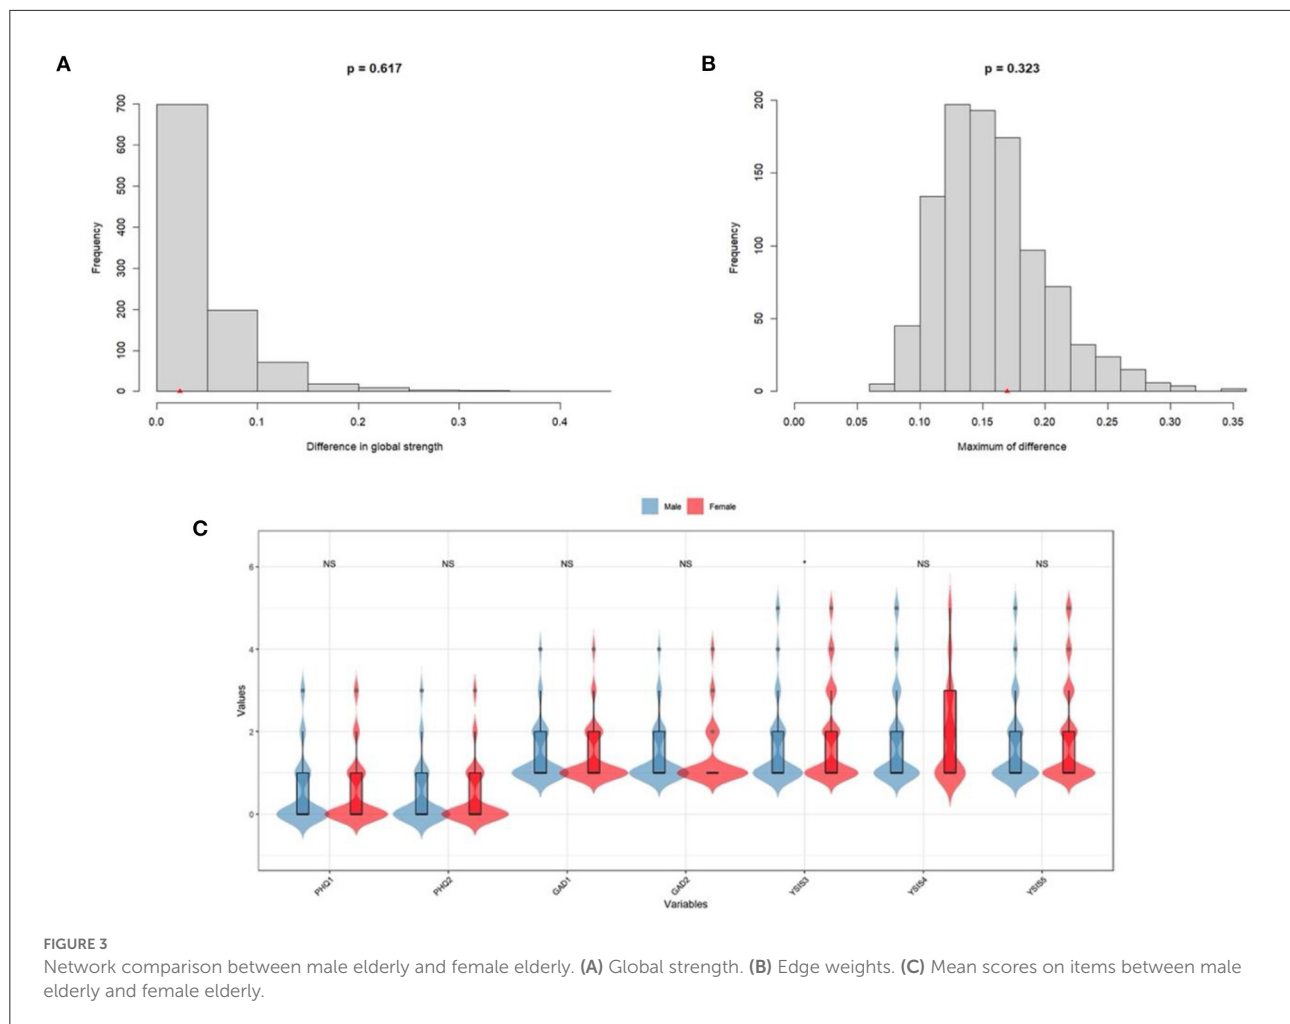 A
p = 0.617
700
600
500
400
300
200
100
0
Frequency
0.0 0.1 0.2 0.3 0.4
Difference in global strength
B
p = 0.323
200
150
100
50
0
Frequency
0.00 0.05 0.10 0.15 0.20 0.25 0.30 0.35
Maximum of difference
C
Male Female
NS NS NS NS * NS NS
6
4
2
0
Values
PHQ1 PHQ2 GAD1 GAD2 YSIS3 YSIS4 YSIS5
Variables
FIGURE 3
Network comparison between male elderly and female elderly. (A) Global strength. (B) Edge weights. (C) Mean scores on items between male
elderly and female elderly.